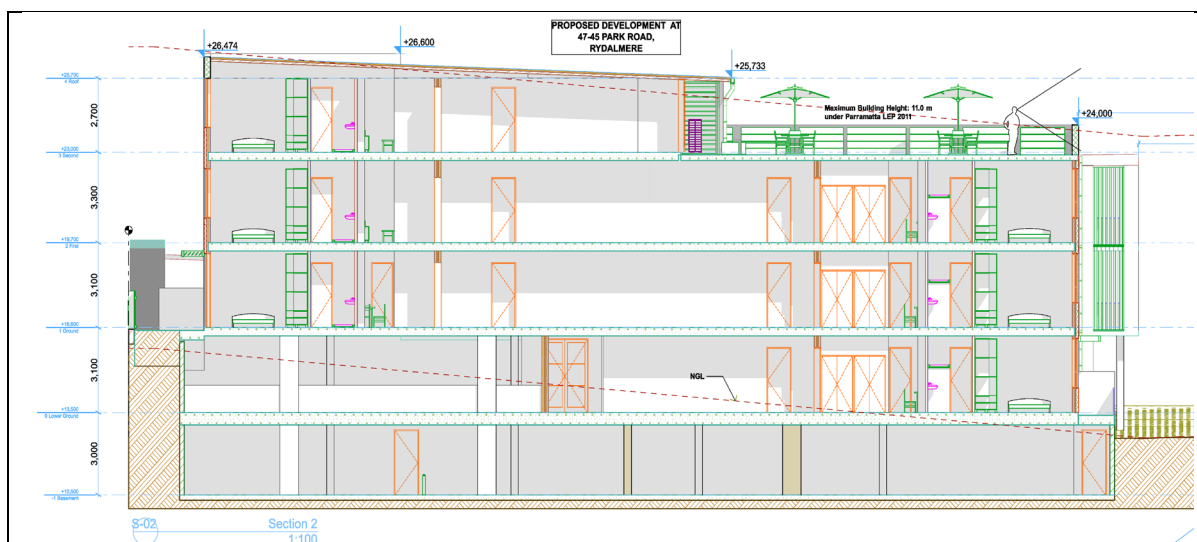 PROPOSED DEVELOPMENT AT
47-45 PARK ROAD,
RYDALMERE
+26,474
+26,600
+25,733
+25,700
4 Roof
2,700
Maximum Building Height: 11.0 m
under Parramatta LEP 2011
+24,000
+23,000
3 Second
3,300
+19,700
2 First
3,100
+16,600
1 Ground
3,100
NGL
+13,500
0 Lower Ground
3,000
+10,500
-1 Basement
S-02
Section 2
1:100